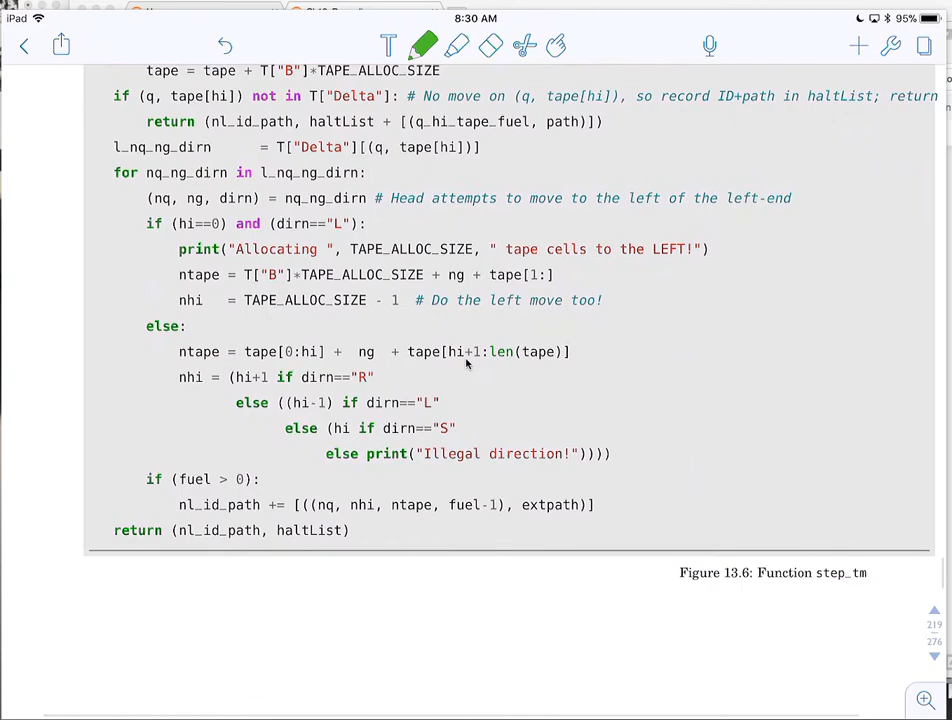 iPad 8:30 AM 95%
T
tape = tape + T["B"]*TAPE_ALLOC_SIZE
if (q, tape[hi]) not in T["Delta"]: # No move on (q, tape[hi]), so record ID+path in haltList; return
return (nl_id_path, haltList + [(q_hi_tape_fuel, path)])
l_nq_ng_dirn = T["Delta"][(q, tape[hi])]
for nq_ng_dirn in l_nq_ng_dirn:
(nq, ng, dirn) = nq_ng_dirn # Head attempts to move to the left of the left-end
if (hi==0) and (dirn=="L"):
print("Allocating ", TAPE_ALLOC_SIZE, " tape cells to the LEFT!")
ntape = T["B"]*TAPE_ALLOC_SIZE + ng + tape[1:]
nhi = TAPE_ALLOC_SIZE - 1 # Do the left move too!
else:
ntape = tape[0:hi] + ng + tape[hi+1:len(tape)]
nhi = (hi+1 if dirn=="R"
else ((hi-1) if dirn=="L"
else (hi if dirn=="S"
else print("Illegal direction!"))))
if (fuel > 0):
nl_id_path += [((nq, nhi, ntape, fuel-1), extpath)]
return (nl_id_path, haltList)
Figure 13.6: Function step_tm
219
276